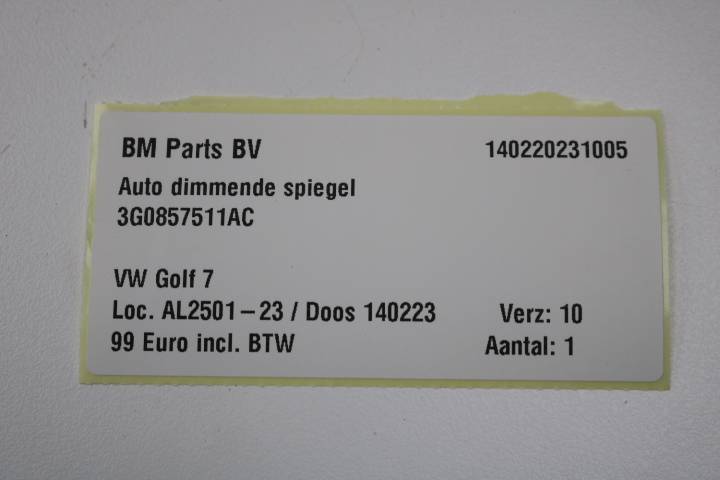 BM Parts BV 140220231005
Auto dimmende spiegel
3G0857511AC
VW Golf 7
Loc. AL2501-23 / Doos 140223 Verz: 10
99 Euro incl. BTW Aantal: 1